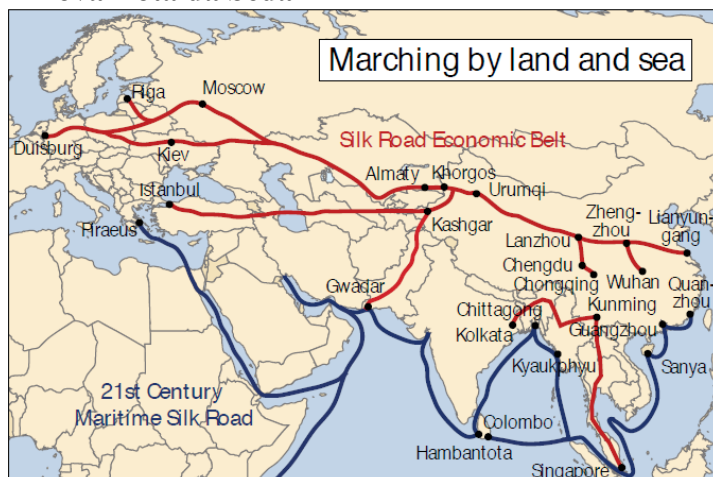 Marching by land and sea
Riga
Moscow
Duisburg
Kiev
Silk Road Economic Belt
Istanbul
Almaty
Khorgos
Urumqi
Piraeus
Kashgar
Zheng-
zhou
Lianyun-
gang
Lanzhou
Chengdu
Chongqing
Wuhan
Quan-
zhou
Gwadar
Chittagong
Kunming
Kolkata
Guangzhou
Kyaukphyu
Sanya
21st Century
Maritime Silk Road
Colombo
Hambantota
Singapore